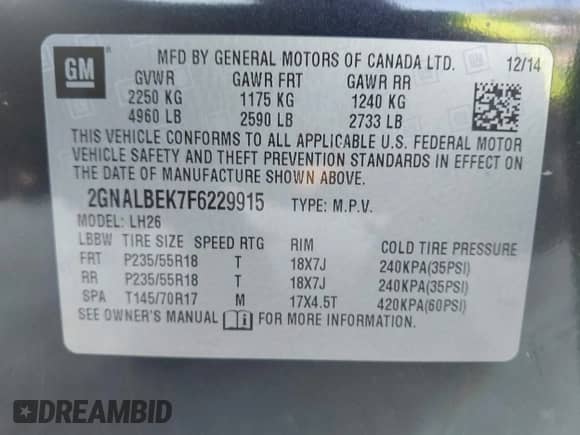 GM MFD BY GENERAL MOTORS OF CANADA LTD. 12/14
GVWR GAWR FRT GAWR RR
2250 KG 1175 KG 1240 KG
4960 LB 2590 LB 2733 LB
THIS VEHICLE CONFORMS TO ALL APPLICABLE U.S. FEDERAL MOTOR
VEHICLE SAFETY AND THEFT PREVENTION STANDARDS IN EFFECT ON
THE DATE OF MANUFACTURE SHOWN ABOVE.
2GNALBEK7F6229915 TYPE: M.P.V.
MODEL: LH26
LBBW TIRE SIZE SPEED RTG RIM COLD TIRE PRESSURE
FRT P235/55R18 T 18X7J 240KPA(35PSI)
RR P235/55R18 T 18X7J 240KPA(35PSI)
SPA T145/70R17 M 17X4.5T 420KPA(60PSI)
SEE OWNER'S MANUAL FOR MORE INFORMATION.
DREAMBID